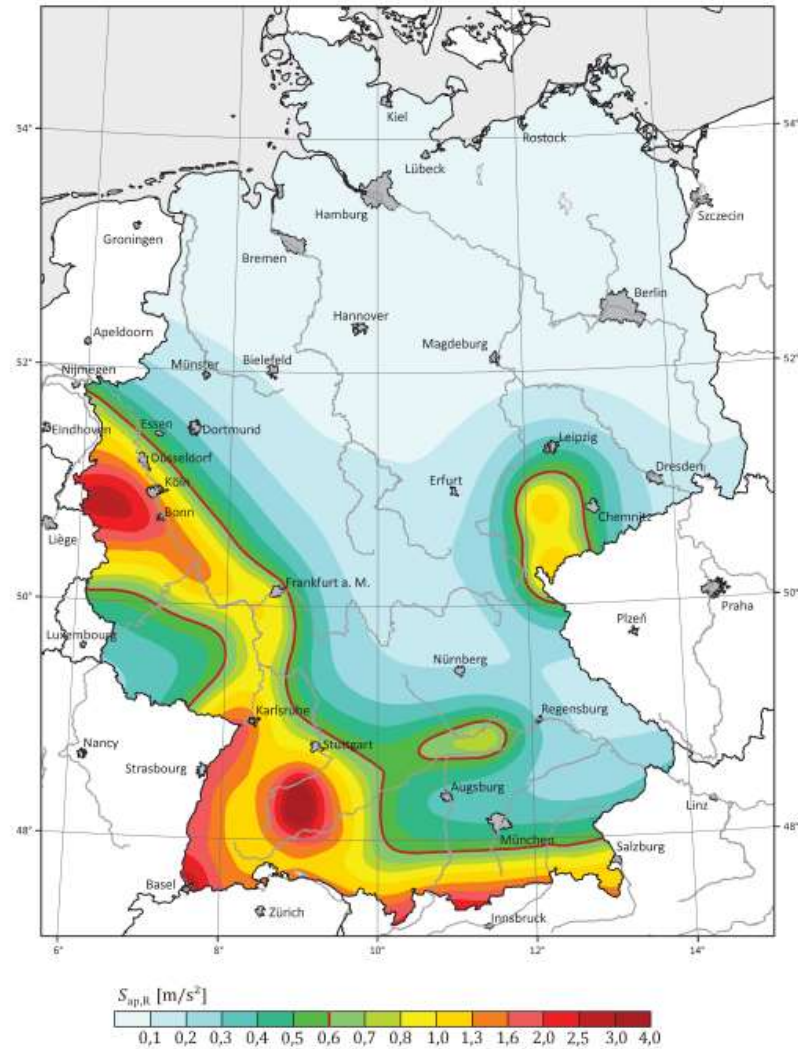 Kiel
54°
54°
Rostock
Lübeck
Hamburg
Szczecin
Groningen
Bremen
Berlin
Hannover
Apeldoorn
Magdeburg
52°
52°
Münster
Bielefeld
Nijmegen
Eindhoven
Essen
Dortmund
Leipzig
Düsseldorf
Dresden
Köln
Erfurt
Bonn
Chemnitz
Liège
Frankfurt a. M.
50°
50°
Praha
Luxembourg
Plzeň
Nürnberg
Karlsruhe
Regensburg
Nancy
Stuttgart
Strasbourg
Augsburg
Linz
48°
48°
München
Salzburg
Basel
Zürich
Innsbruck
6° 8° 10° 12° 14°
S_ap,R [m/s²]
0,1 0,2 0,3 0,4 0,5 0,6 0,7 0,8 1,0 1,3 1,6 2,0 2,5 3,0 4,0